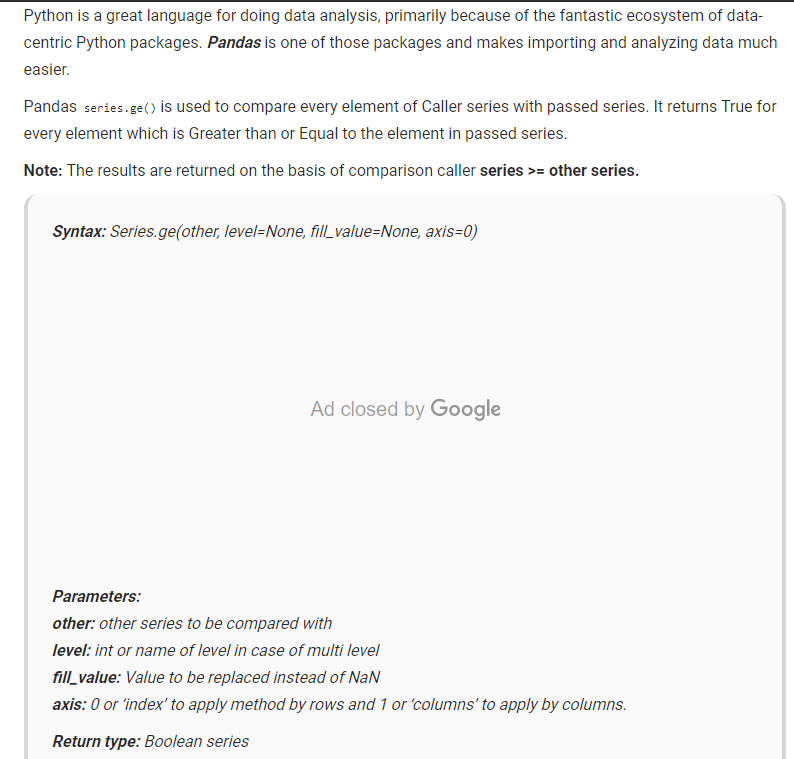 Python is a great language for doing data analysis, primarily because of the fantastic ecosystem of data-
centric Python packages. Pandas is one of those packages and makes importing and analyzing data much
easier.
Pandas series.ge() is used to compare every element of Caller series with passed series. It returns True for
every element which is Greater than or Equal to the element in passed series.
Note: The results are returned on the basis of comparison caller series >= other series.
Syntax: Series.ge(other, level=None, fill_value=None, axis=0)
Ad closed by Google
Parameters:
other: other series to be compared with
level: int or name of level in case of multi level
fill_value: Value to be replaced instead of NaN
axis: 0 or ‘index’ to apply method by rows and 1 or ‘columns’ to apply by columns.
Return type: Boolean series